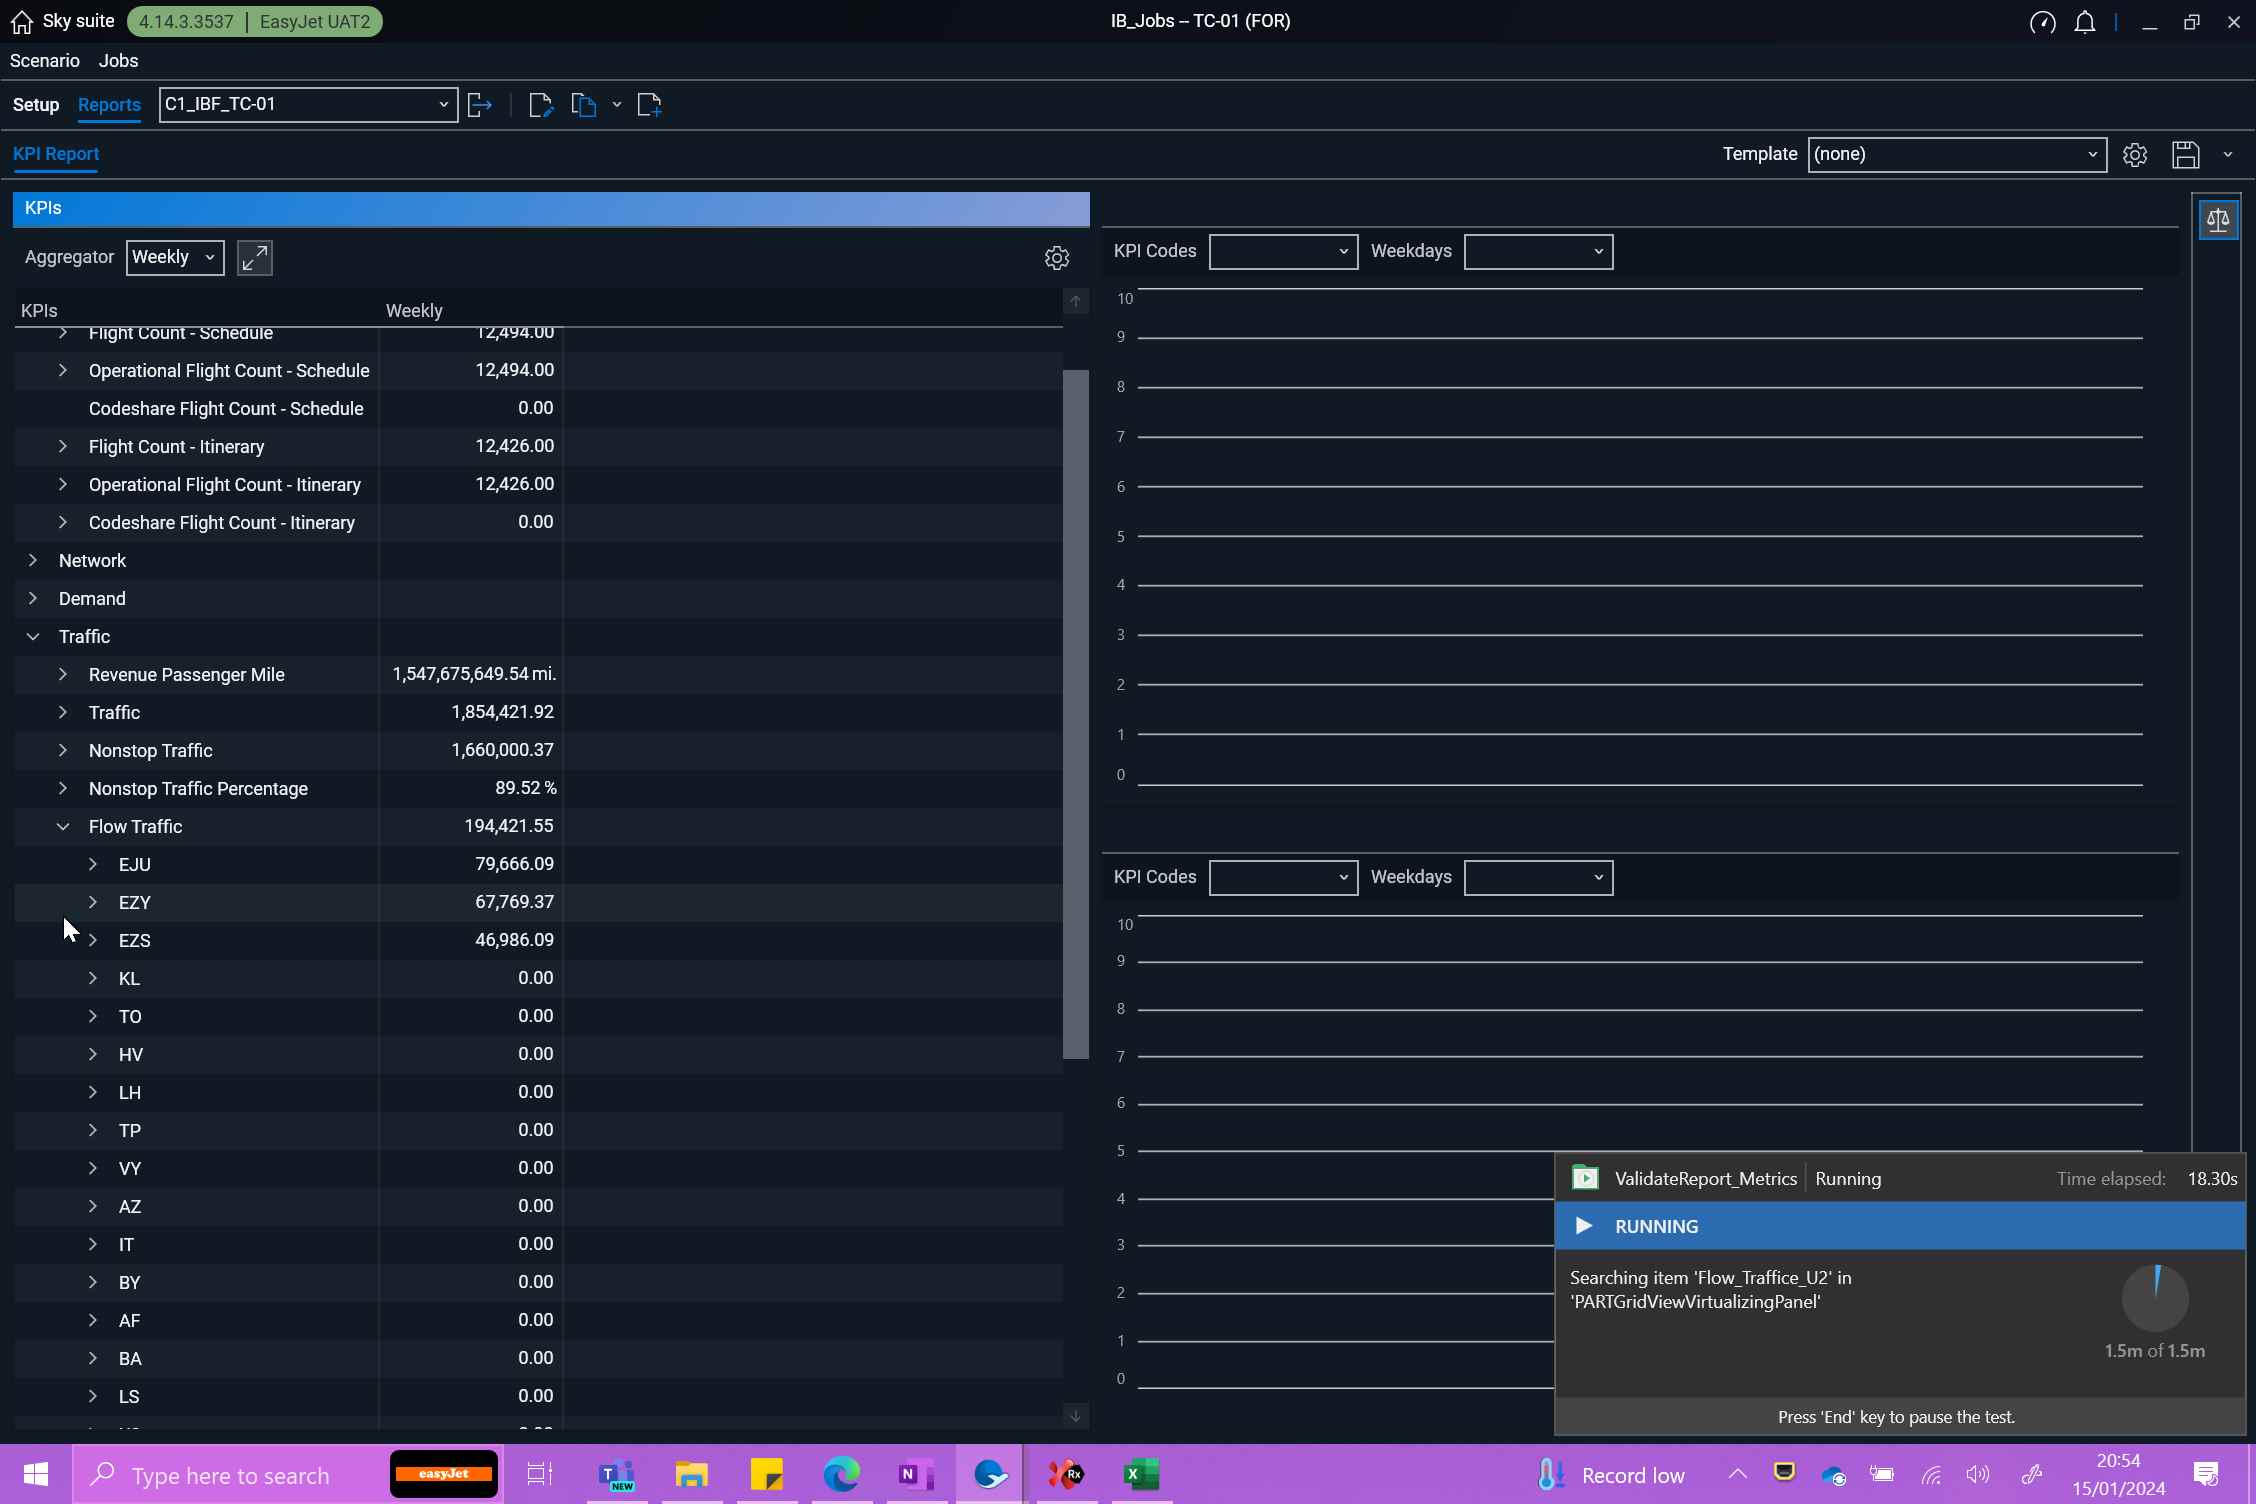 Sky suite 4.14.3.3537 | EasyJet UAT2 IB_Jobs -- TC-01 (FOR)
Scenario Jobs
Setup Reports C1_IBF_TC-01
KPI Report Template (none)
KPIs
Aggregator Weekly
KPIs Weekly
Flight Count - Schedule 12,494.00
Operational Flight Count - Schedule 12,494.00
Codeshare Flight Count - Schedule 0.00
Flight Count - Itinerary 12,426.00
Operational Flight Count - Itinerary 12,426.00
Codeshare Flight Count - Itinerary 0.00
Network
Demand
Traffic
Revenue Passenger Mile 1,547,675,649.54 mi.
Traffic 1,854,421.92
Nonstop Traffic 1,660,000.37
Nonstop Traffic Percentage 89.52 %
Flow Traffic 194,421.55
EJU 79,666.09
EZY 67,769.37
EZS 46,986.09
KL 0.00
TO 0.00
HV 0.00
LH 0.00
TP 0.00
VY 0.00
AZ 0.00
IT 0.00
BY 0.00
AF 0.00
BA 0.00
LS 0.00
KPI Codes Weekdays
10
9
8
7
6
5
4
3
2
1
0
KPI Codes Weekdays
10
9
8
7
6
5
4
3
2
1
0
ValidateReport_Metrics Running Time elapsed: 18.30s
RUNNING
Searching item 'Flow_Traffice_U2' in
'PARTGridViewVirtualizingPanel'
1.5m of 1.5m
Press 'End' key to pause the test.
Type here to search easyJet
T NEW
N
Rx
X
Record low
20:54
15/01/2024